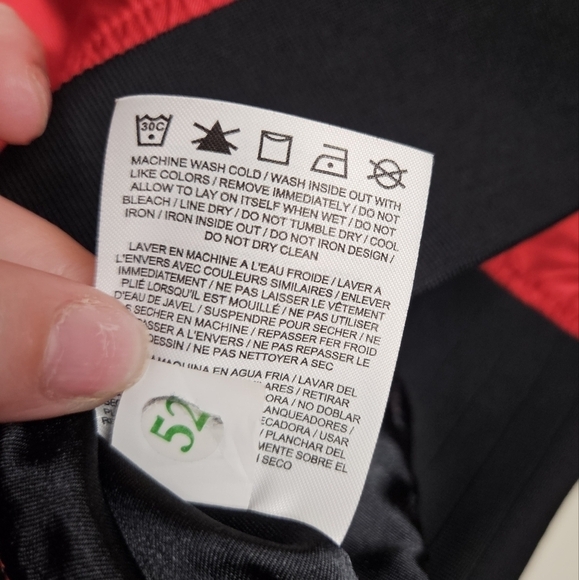 30C
MACHINE WASH COLD / WASH INSIDE OUT WITH
LIKE COLORS / REMOVE IMMEDIATELY / DO NOT
ALLOW TO LAY ON ITSELF WHEN WET / DO NOT
BLEACH / LINE DRY / DO NOT TUMBLE DRY / COOL
IRON / IRON INSIDE OUT / DO NOT IRON DESIGN /
DO NOT DRY CLEAN
LAVER EN MACHINE A L'EAU FROIDE / LAVER A
L'ENVERS AVEC COULEURS SIMILAIRES / ENLEVER
IMMEDIATEMENT / NE PAS LAISSER LE VÊTEMENT
PLIÉ LORSQU'IL EST MOUILLÉ / NE PAS UTILISER
D'EAU DE JAVEL / SUSPENDRE POUR SECHER / NE
SECHER EN MACHINE / REPASSER FER FROID
PASSER A L'ENVERS / NE PAS REPASSER LE
DESSIN / NE PAS NETTOYER A SEC
MAQUINA EN AGUA FRIA / LAVAR DEL
ARES / RETIRAR
ORA / NO DOBLAR
ANQUEADORES /
ECADORA / USAR
/ PLANCHAR DEL
MENTE SOBRE EL
SECO
52